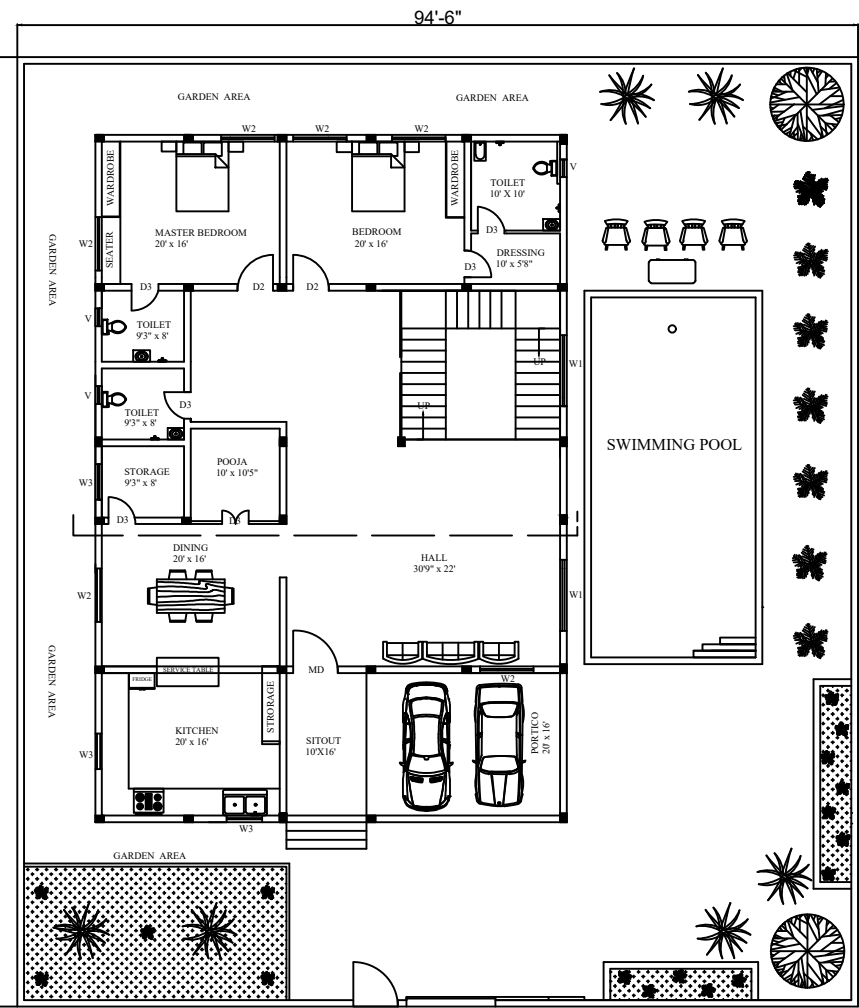 94'-6"
GARDEN AREA
GARDEN AREA
W2
W2
W2
WARDROBE
WARDROBE
TOILET
10' X 10'
V
MASTER BEDROOM
20' x 16'
BEDROOM
20' x 16'
D3
GARDEN AREA
W2
SEATER
DRESSING
10' x 5'8"
D3
D3
D2
D2
V
TOILET
9'3" x 8'
UP
W1
V
D3
TOILET
9'3" x 8'
UP
SWIMMING POOL
W3
STORAGE
9'3" x 8'
POOJA
10' x 10'5"
D3
D3
DINING
20' x 16'
HALL
30'9" x 22'
W2
W1
GARDEN AREA
SERVICE TABLE
MD
FRIDGE
W2
STRORAGE
KITCHEN
20' x 16'
SITOUT
10'X16'
PORTICO
20' x 16'
W3
W3
GARDEN AREA